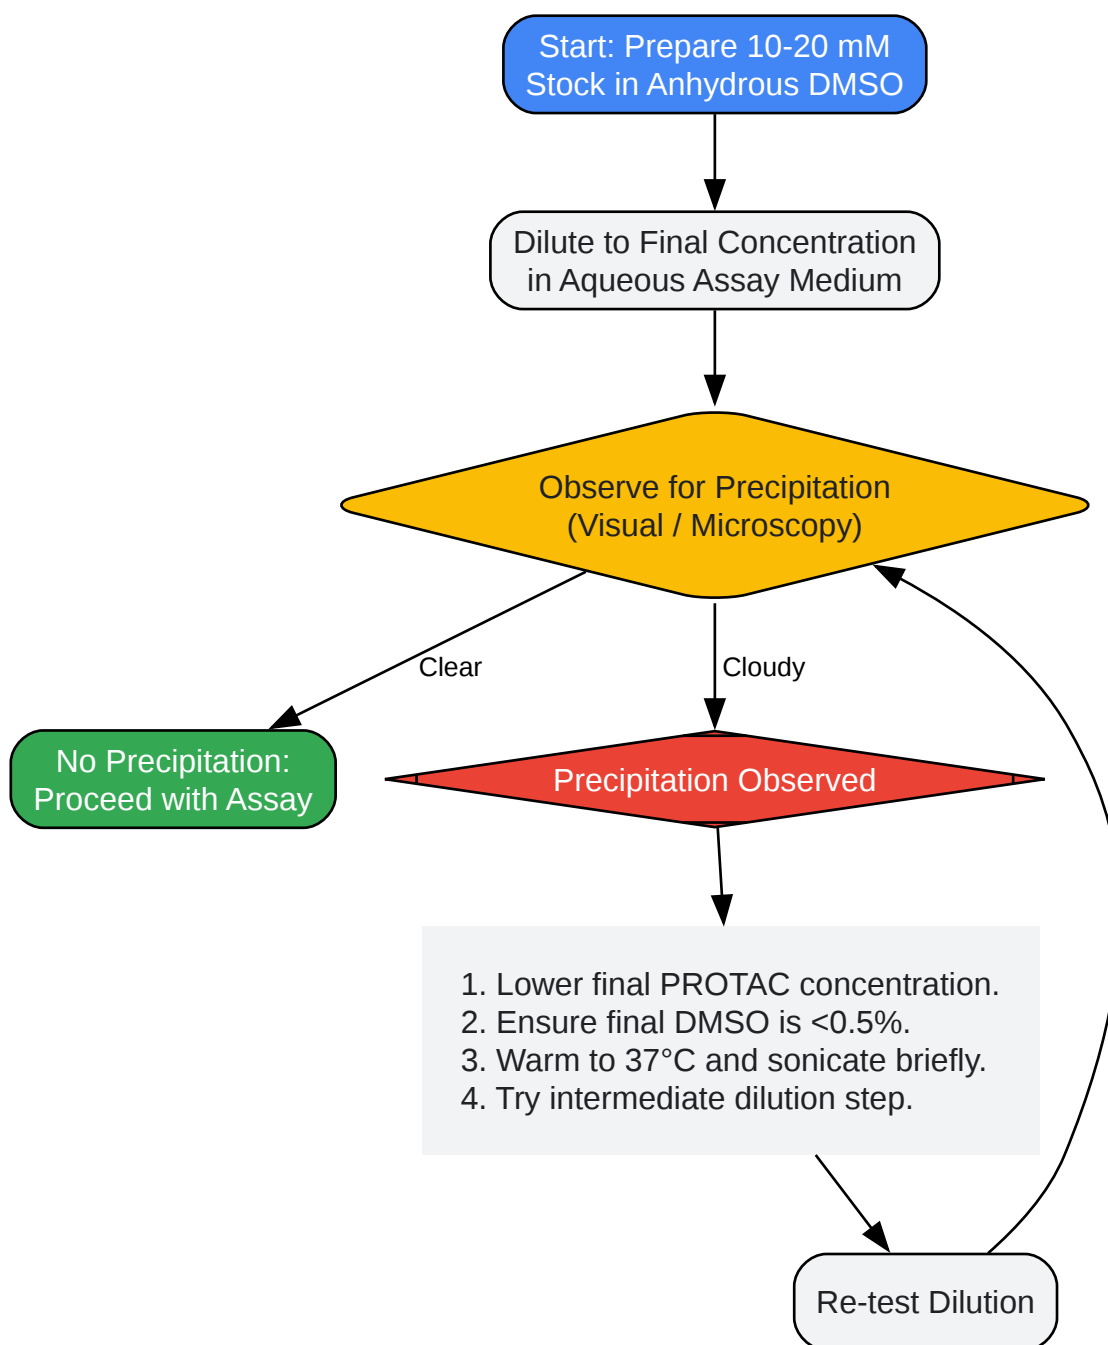 Start: Prepare 10-20 mM
Stock in Anhydrous DMSO
Dilute to Final Concentration
in Aqueous Assay Medium
Observe for Precipitation
(Visual / Microscopy)
Clear
Cloudy
No Precipitation:
Proceed with Assay
Precipitation Observed
1. Lower final PROTAC concentration.
2. Ensure final DMSO is <0.5%.
3. Warm to 37°C and sonicate briefly.
4. Try intermediate dilution step.
Re-test Dilution